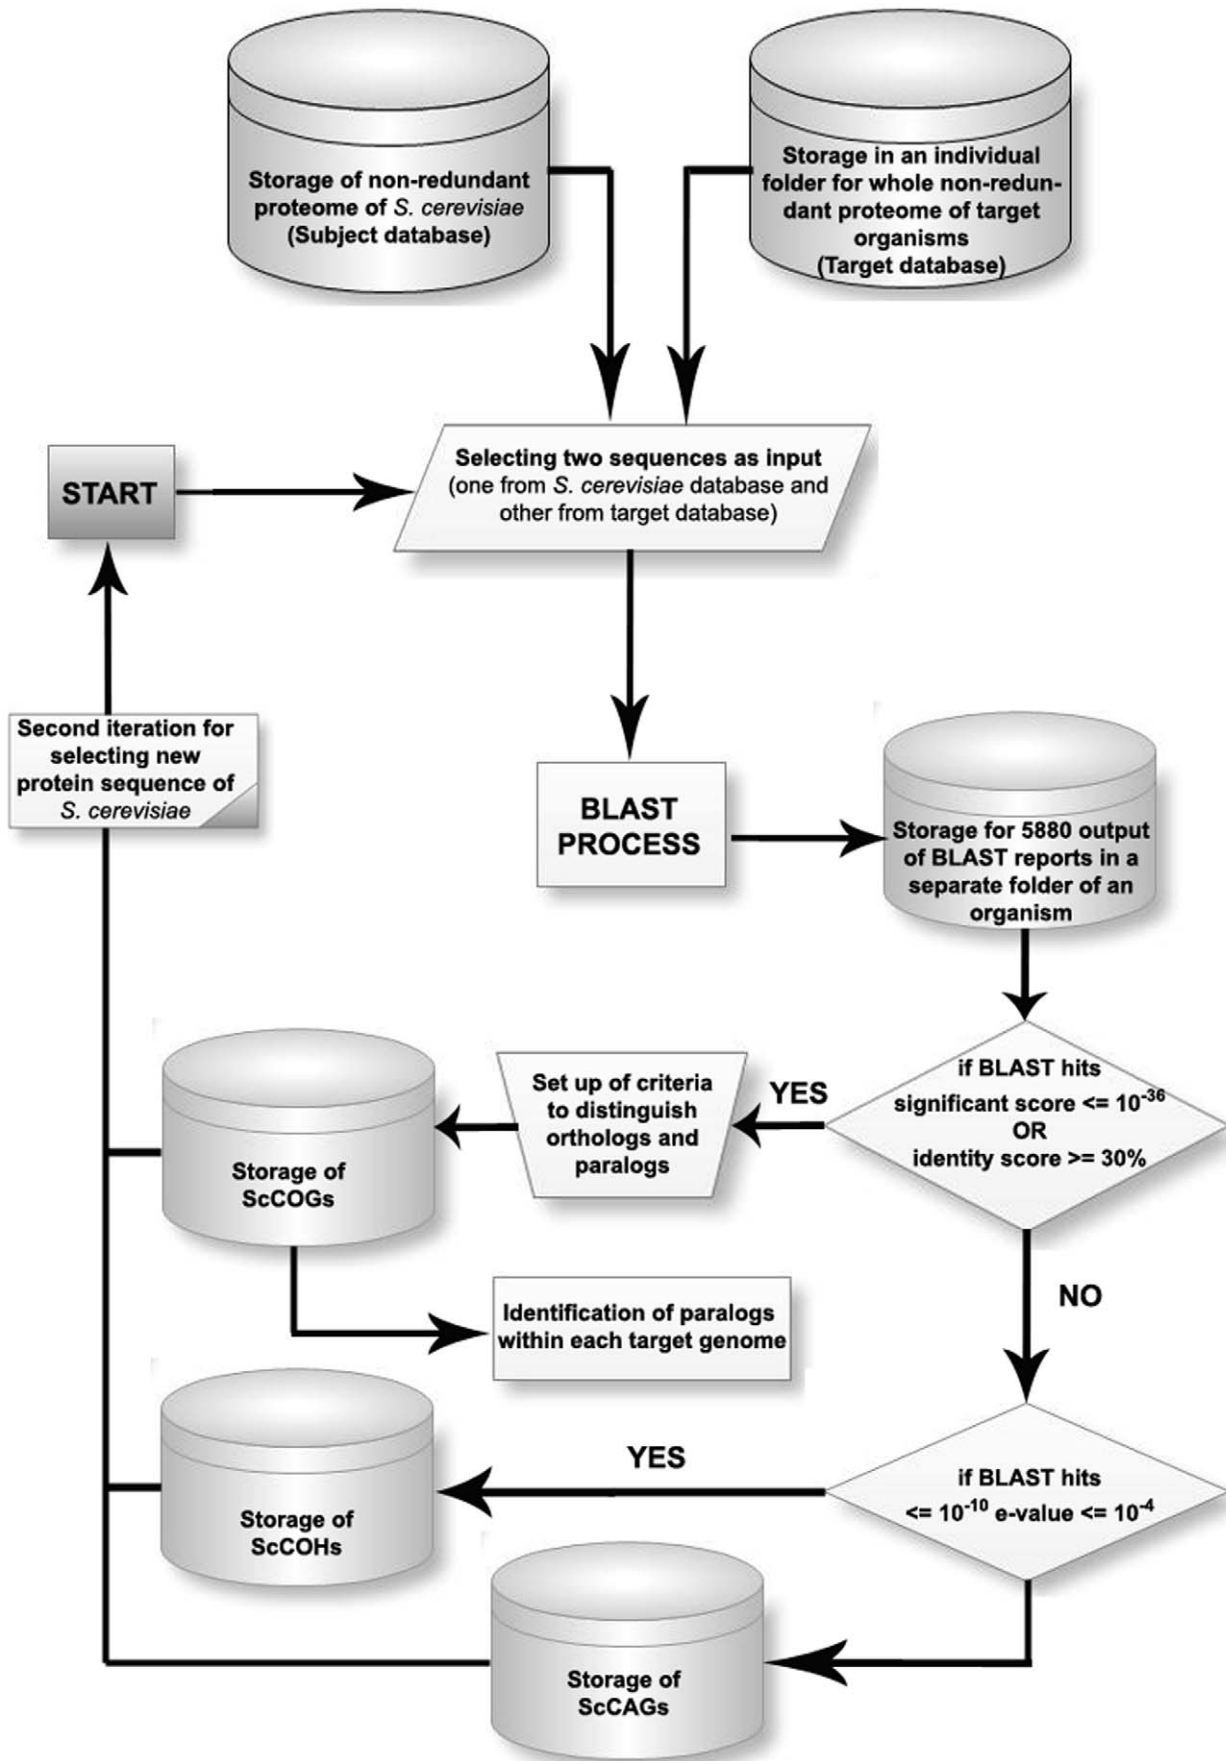 Storage of non-redundant
proteome of S. cerevisiae
(Subject database)
Storage in an individual
folder for whole non-redun-
dant proteome of target
organisms
(Target database)
START
Selecting two sequences as input
(one from S. cerevisiae database and
other from target database)
Second iteration for
selecting new
protein sequence of
S. cerevisiae
BLAST
PROCESS
Storage for 5880 output
of BLAST reports in a
separate folder of an
organism
if BLAST hits
significant score <= 10⁻³⁶
OR
identity score >= 30%
YES
Set up of criteria
to distinguish
orthologs and
paralogs
Storage of
ScCOGs
NO
Identification of paralogs
within each target genome
if BLAST hits
<= 10⁻¹⁰ e-value <= 10⁻⁴
YES
Storage of
ScCOHs
Storage of
ScCAGs